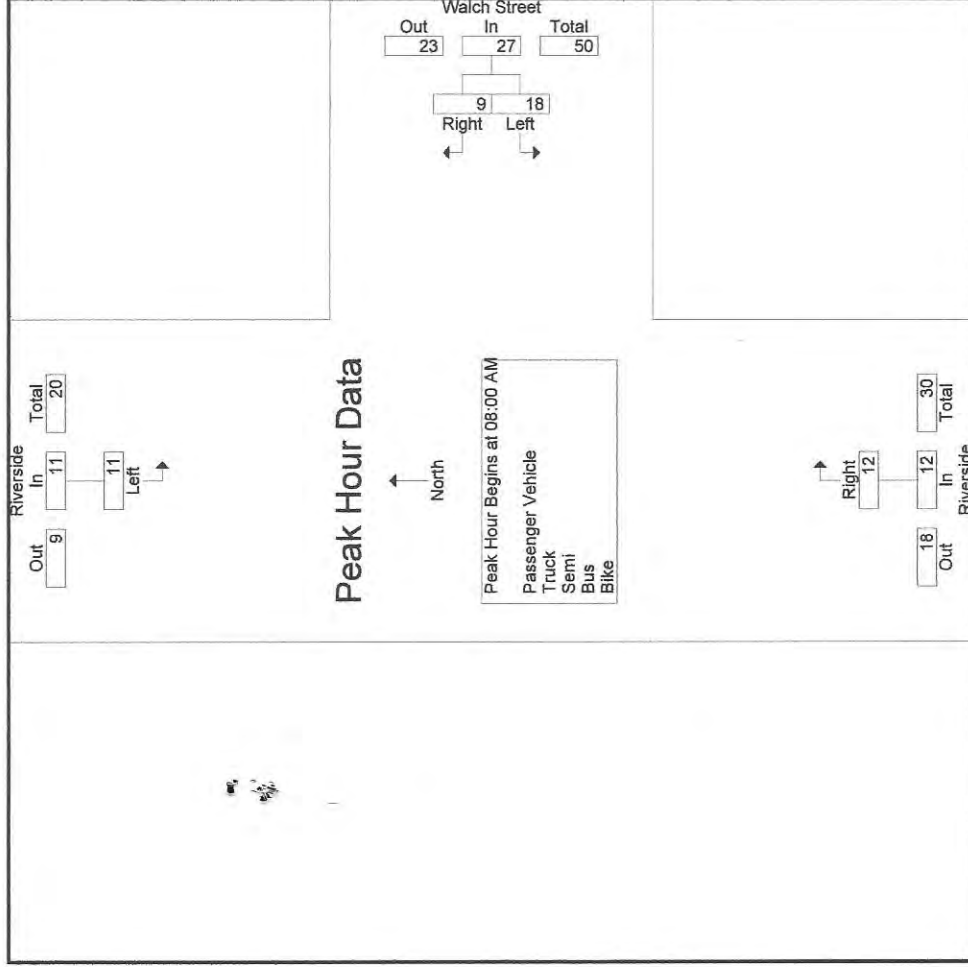 Walch Street
Out In Total
23 27 50
9 18
Right Left
Riverside
Out In Total
9 11 20
11
Left
Peak Hour Data
North
Peak Hour Begins at 08:00 AM
Passenger Vehicle
Truck
Semi
Bus
Bike
Right
12
18 12 30
Out In Total
Riverside